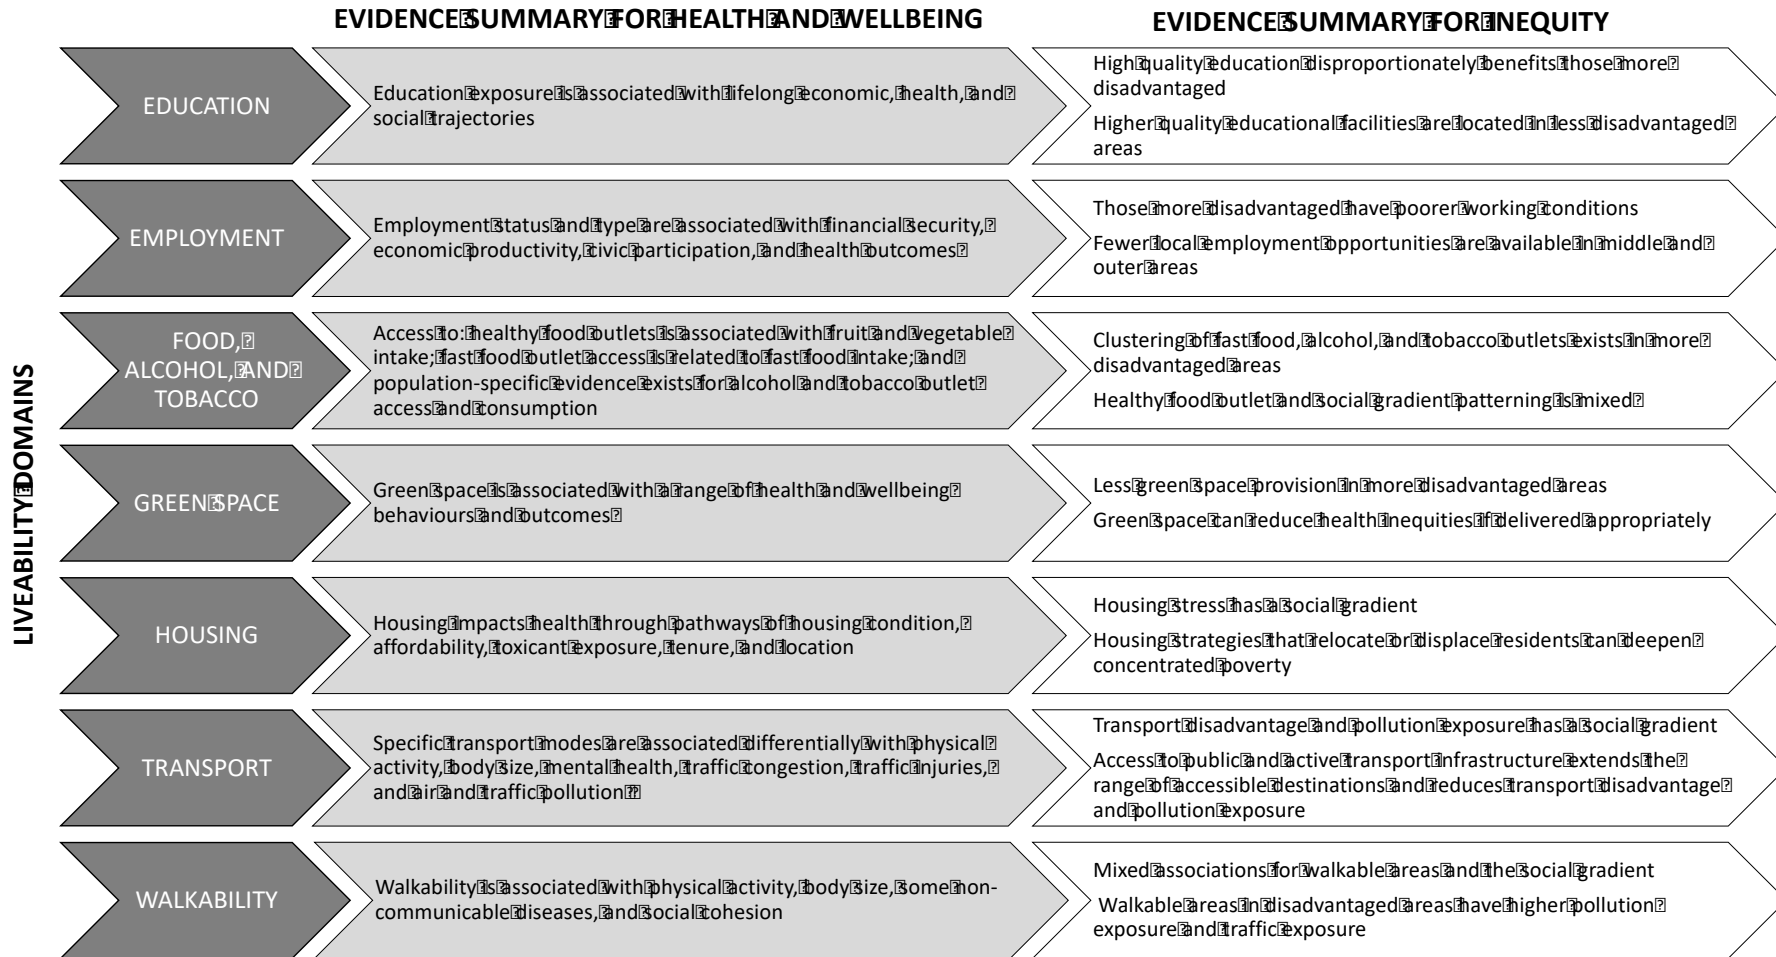 EVIDENCE SUMMARY FOR HEALTH AND WELLBEING
EVIDENCE SUMMARY FOR INEQUITY
LIVEABILITY DOMAINS
EDUCATION
Education exposure is associated with lifelong economic, health, and
social trajectories
High quality education disproportionately benefits those more
disadvantaged
Higher quality educational facilities are located in less disadvantaged
areas
EMPLOYMENT
Employment status and type are associated with financial security,
economic productivity, civic participation, and health outcomes
Those more disadvantaged have poorer working conditions
Fewer local employment opportunities are available in middle and
outer areas
FOOD,
ALCOHOL, AND
TOBACCO
Access to: healthy food outlets is associated with fruit and vegetable
intake; fast food outlet access is related to fast food intake; and
population-specific evidence exists for alcohol and tobacco outlet
access and consumption
Clustering of fast food, alcohol, and tobacco outlets exists in more
disadvantaged areas
Healthy food outlet and social gradient patterning is mixed
GREEN SPACE
Green space is associated with a range of health and wellbeing
behaviours and outcomes
Less green space provision in more disadvantaged areas
Green space can reduce health inequities if delivered appropriately
HOUSING
Housing impacts health through pathways of housing condition,
affordability, toxicant exposure, tenure, and location
Housing stress has a social gradient
Housing strategies that relocate or displace residents can deepen
concentrated poverty
TRANSPORT
Specific transport modes are associated differentially with physical
activity, body size, mental health, traffic congestion, traffic injuries,
and air and traffic pollution
Transport disadvantage and pollution exposure has a social gradient
Access to public and active transport infrastructure extends the
range of accessible destinations and reduces transport disadvantage
and pollution exposure
WALKABILITY
Walkability is associated with physical activity, body size, some non-
communicable diseases, and social cohesion
Mixed associations for walkable areas and the social gradient
Walkable areas in disadvantaged areas have higher pollution
exposure and traffic exposure